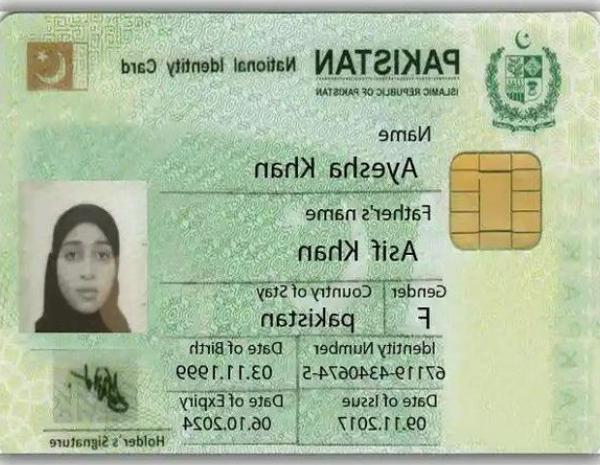 PAKISTAN National Identity Card
ISLAMIC REPUBLIC OF PAKISTAN
Name
Ayesha Khan
Father's name
Asif Khan
Gender Country of Stay
F pakistan
Identity Number Date of Birth
67119-4340674-5 03.11.1999
Date of Issue Date of Expiry
09.11.2017 06.10.2024
Holder's Signature